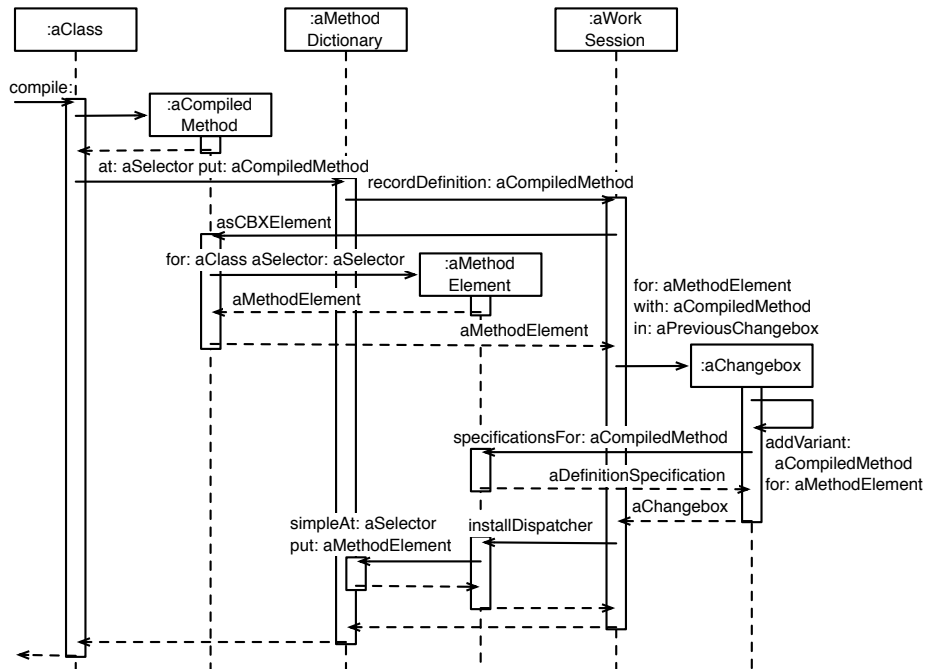 :aClass
:aMethod
Dictionary
:aWork
Session
compile:
:aCompiled
Method
at: aSelector put: aCompiledMethod
recordDefinition: aCompiledMethod
asCBXElement
for: aClass aSelector: aSelector
:aMethod
Element
for: aMethodElement
with: aCompiledMethod
in: aPreviousChangebox
aMethodElement
aMethodElement
:aChangebox
specificationsFor: aCompiledMethod
addVariant:
aCompiledMethod
for: aMethodElement
aDefinitionSpecification
aChangebox
simpleAt: aSelector
put: aMethodElement
installDispatcher